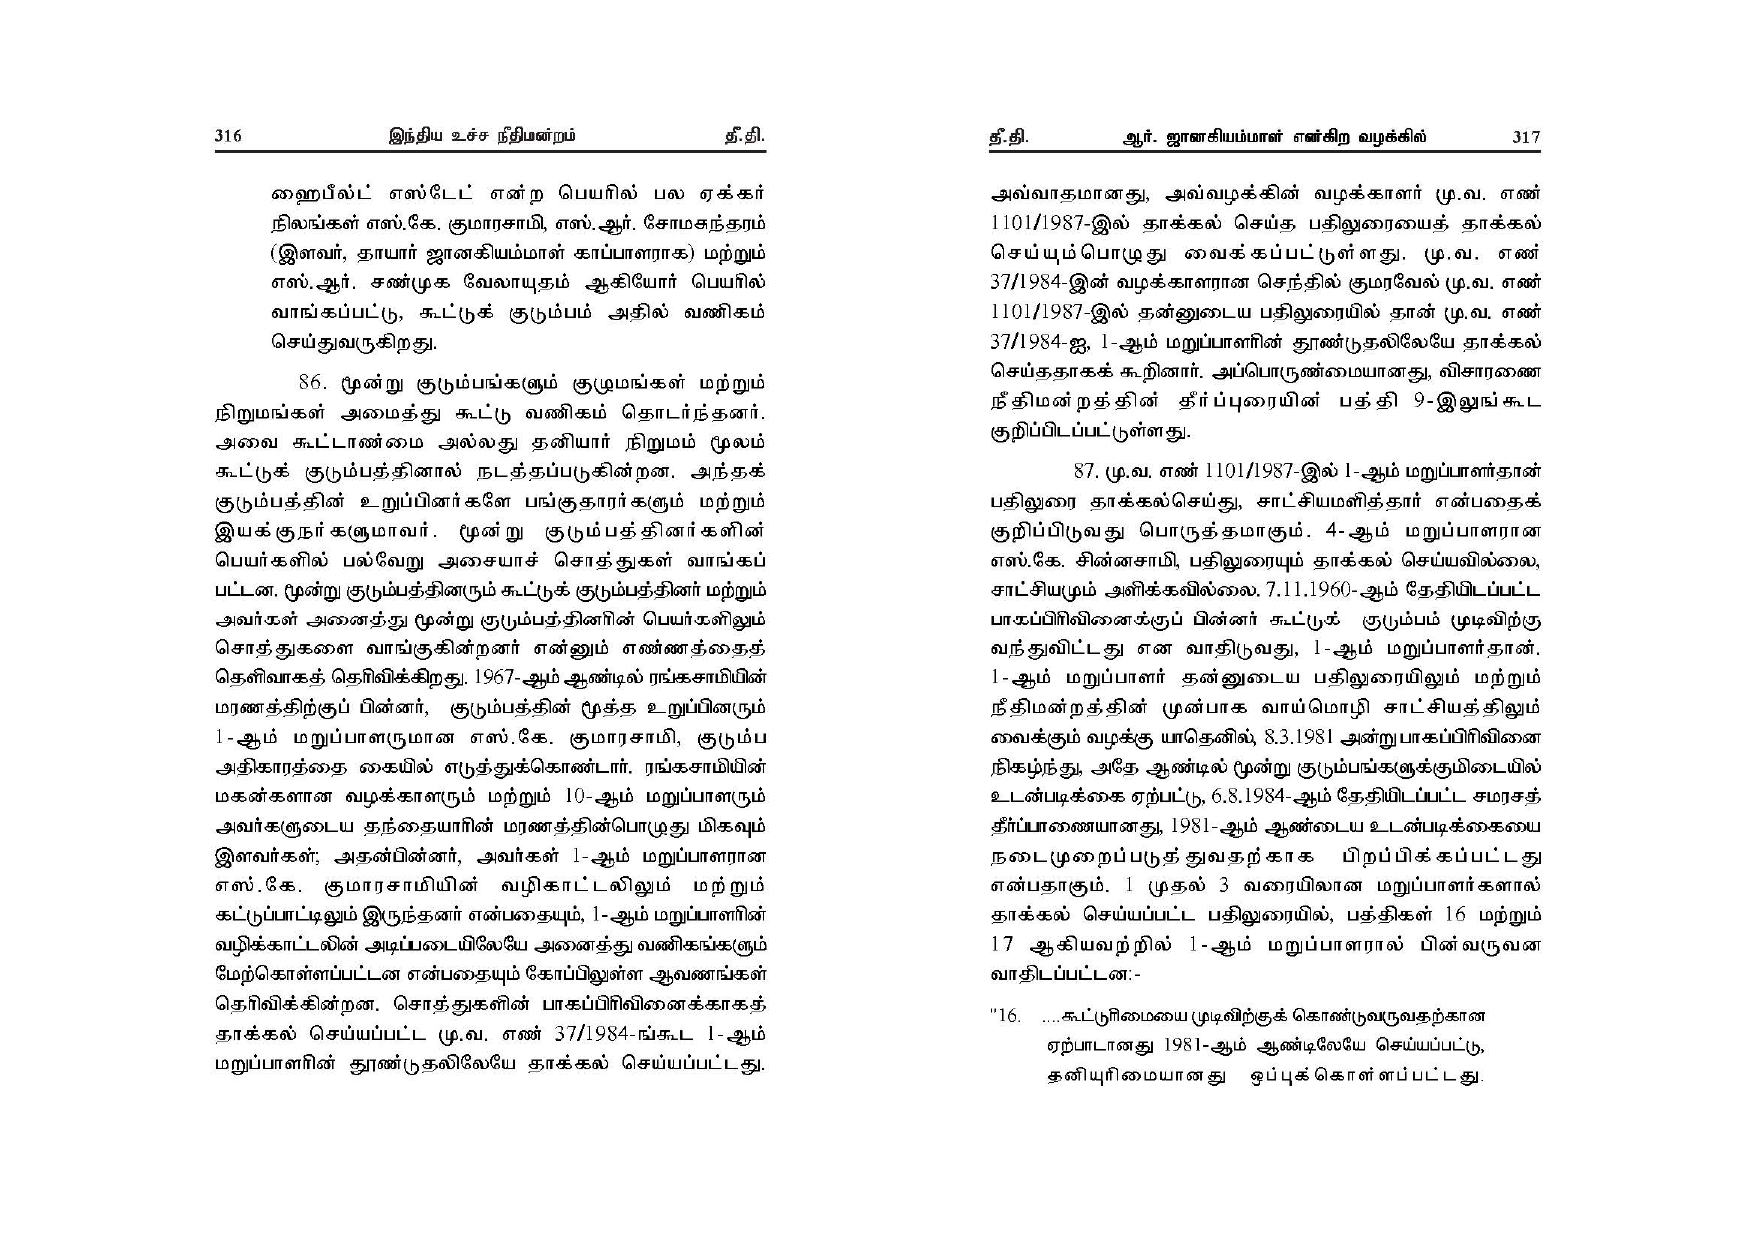 316 இந்திய உச்ச நீதிமன்றம் தீ.தி.
ஹைபீல்ட் எஸ்டேட் என்ற பெயரில் பல ஏக்கர்
நிலங்கள் எஸ்.கே. குமாரசாமி, எஸ்.ஆர். சோமசுந்தரம்
(இளவர், தாயார் ஜானகியம்மாள் காப்பாளராக) மற்றும்
எஸ்.ஆர். சண்முக வேலாயுதம் ஆகியோர் பெயரில்
வாங்கப்பட்டு, கூட்டுக் குடும்பம் அதில் வணிகம்
செய்துவருகிறது.
86. மூன்று குடும்பங்களும் குழுமங்கள் மற்றும்
நிறுமங்கள் அமைத்து கூட்டு வணிகம் தொடர்ந்தனர்.
அவை கூட்டாண்மை அல்லது தனியார் நிறுமம் மூலம்
கூட்டுக் குடும்பத்தினால் நடத்தப்படுகின்றன. அந்தக்
குடும்பத்தின் உறுப்பினர்களே பங்குதாரர்களும் மற்றும்
இயக்குநர்களுமாவர். மூன்று குடும்பத்தினர்களின்
பெயர்களில் பல்வேறு அசையாச் சொத்துகள் வாங்கப்
பட்டன. மூன்று குடும்பத்தினரும் கூட்டுக் குடும்பத்தினர் மற்றும்
அவர்கள் அனைத்து மூன்று குடும்பத்தினரின் பெயர்களிலும்
சொத்துகளை வாங்குகின்றனர் என்னும் எண்ணத்தைத்
தெளிவாகத் தெரிவிக்கிறது. 1967-ஆம் ஆண்டில் ரங்கசாமியின்
மரணத்திற்குப் பின்னர், குடும்பத்தின் மூத்த உறுப்பினரும்
1-ஆம் மறுப்பாளருமான எஸ்.கே. குமாரசாமி, குடும்ப
அதிகாரத்தை கையில் எடுத்துக்கொண்டார். ரங்கசாமியின்
மகன்களான வழக்காளரும் மற்றும் 10-ஆம் மறுப்பாளரும்
அவர்களுடைய தந்தையாரின் மரணத்தின்பொழுது மிகவும்
இளவர்கள்; அதன்பின்னர், அவர்கள் 1-ஆம் மறுப்பாளரான
எஸ்.கே. குமாரசாமியின் வழிகாட்டலிலும் மற்றும்
கட்டுப்பாட்டிலும் இருந்தனர் என்பதையும், 1-ஆம் மறுப்பாளரின்
வழிக்காட்டலின் அடிப்படையிலேயே அனைத்து வணிகங்களும்
மேற்கொள்ளப்பட்டன என்பதையும் கோப்பிலுள்ள ஆவணங்கள்
தெரிவிக்கின்றன. சொத்துகளின் பாகப்பிரிவினைக்காகத்
தாக்கல் செய்யப்பட்ட மு.வ. எண் 37/1984-ங்கூட 1-ஆம்
மறுப்பாளரின் தூண்டுதலிலேயே தாக்கல் செய்யப்பட்டது.
தீ.தி. ஆர். ஜானகியம்மாள் எனகிற வழக்கில் 317
அவ்வாதமானது, அவ்வழக்கின் வழக்காளர் மு.வ. எண்
1101/1987-இல் தாக்கல் செய்த பதிலுரையைத் தாக்கல்
செய்யும்பொழுது வைக்கப்பட்டுள்ளது. மு.வ. எண்
37/1984-இன் வழக்காளரான செந்தில் குமரவேல் மு.வ. எண்
1101/1987-இல் தன்னுடைய பதிலுரையில் தான் மு.வ. எண்
37/1984-ஐ, 1-ஆம் மறுப்பாளரின் தூண்டுதலிலேயே தாக்கல்
செய்ததாகக் கூறினார். அப்பொருண்மையானது, விசாரணை
நீதிமன்றத்தின் தீர்ப்புரையின் பத்தி 9-இலுங்கூட
குறிப்பிடப்பட்டுள்ளது.
87. மு.வ. எண் 1101/1987-இல் 1-ஆம் மறுப்பாளர்தான்
பதிலுரை தாக்கல்செய்து, சாட்சியமளித்தார் என்பதைக்
குறிப்பிடுவது பொருத்தமாகும். 4-ஆம் மறுப்பாளரான
எஸ்.கே. சின்னசாமி, பதிலுரையும் தாக்கல் செய்யவில்லை,
சாட்சியமும் அளிக்கவில்லை. 7.11.1960-ஆம் தேதியிடப்பட்ட
பாகப்பிரிவினைக்குப் பின்னர் கூட்டுக் குடும்பம் முடிவிற்கு
வந்துவிட்டது என வாதிடுவது, 1-ஆம் மறுப்பாளர்தான்.
1-ஆம் மறுப்பாளர் தன்னுடைய பதிலுரையிலும் மற்றும்
நீதிமன்றத்தின் முன்பாக வாய்மொழி சாட்சியத்திலும்
வைக்கும் வழக்கு யாதெனில், 8.3.1981 அன்று பாகப்பிரிவினை
நிகழ்ந்து, அதே ஆண்டில் மூன்று குடும்பங்களுக்குமிடையில்
உடன்படிக்கை ஏற்பட்டு, 6.8.1984-ஆம் தேதியிடப்பட்ட சமரசத்
தீர்ப்பாணையானது, 1981-ஆம் ஆண்டைய உடன்படிக்கையை
நடைமுறைப்படுத்துவதற்காக பிறப்பிக்கப்பட்டது
என்பதாகும். 1 முதல் 3 வரையிலான மறுப்பாளர்களால்
தாக்கல் செய்யப்பட்ட பதிலுரையில், பத்திகள் 16 மற்றும்
17 ஆகியவற்றில் 1-ஆம் மறுப்பாளரால் பின்வருவன
வாதிடப்பட்டன:-
"16. ....கூட்டுரிமையை முடிவிற்குக் கொண்டுவருவதற்கான
ஏற்பாடானது 1981-ஆம் ஆண்டிலேயே செய்யப்பட்டு,
தனியுரிமையானது ஒப்புக்கொள்ளப்பட்டது.